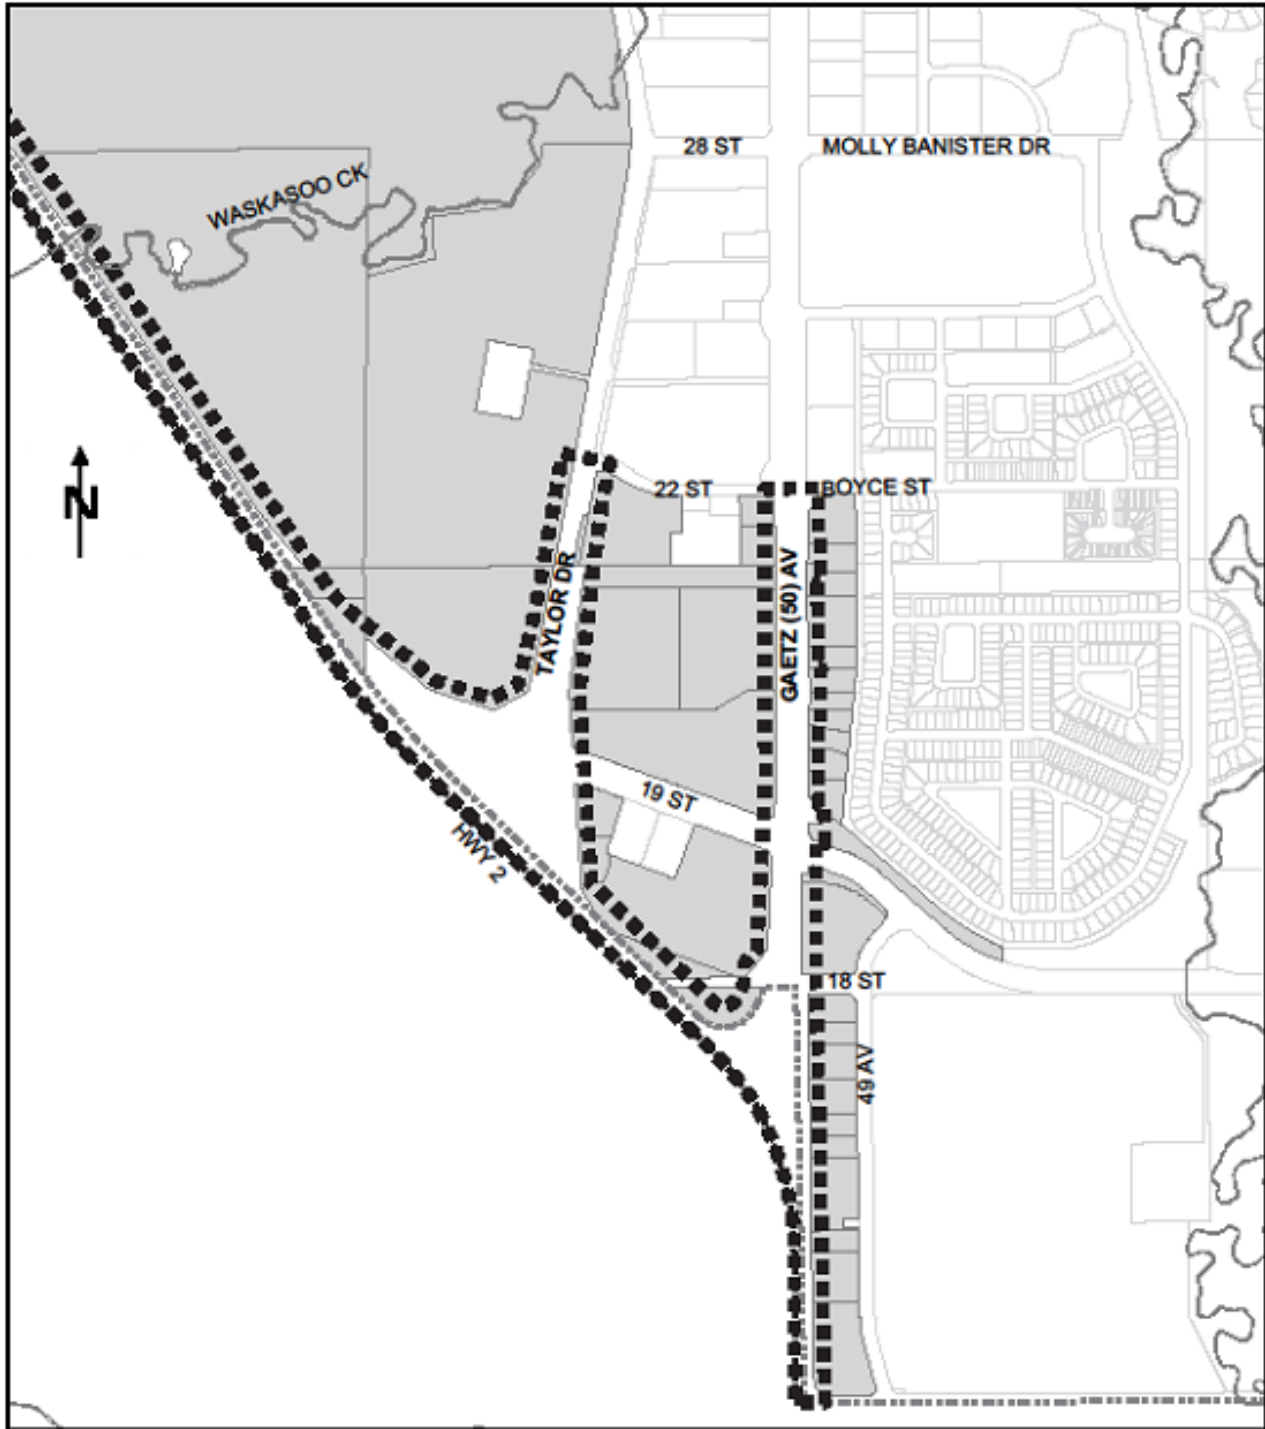 28 ST
MOLLY BANISTER DR
WASKASOO CK
N
22 ST
BOYCE ST
TAYLOR DR
GAETZ (50) AV
19 ST
HWY 2
18 ST
49 AV